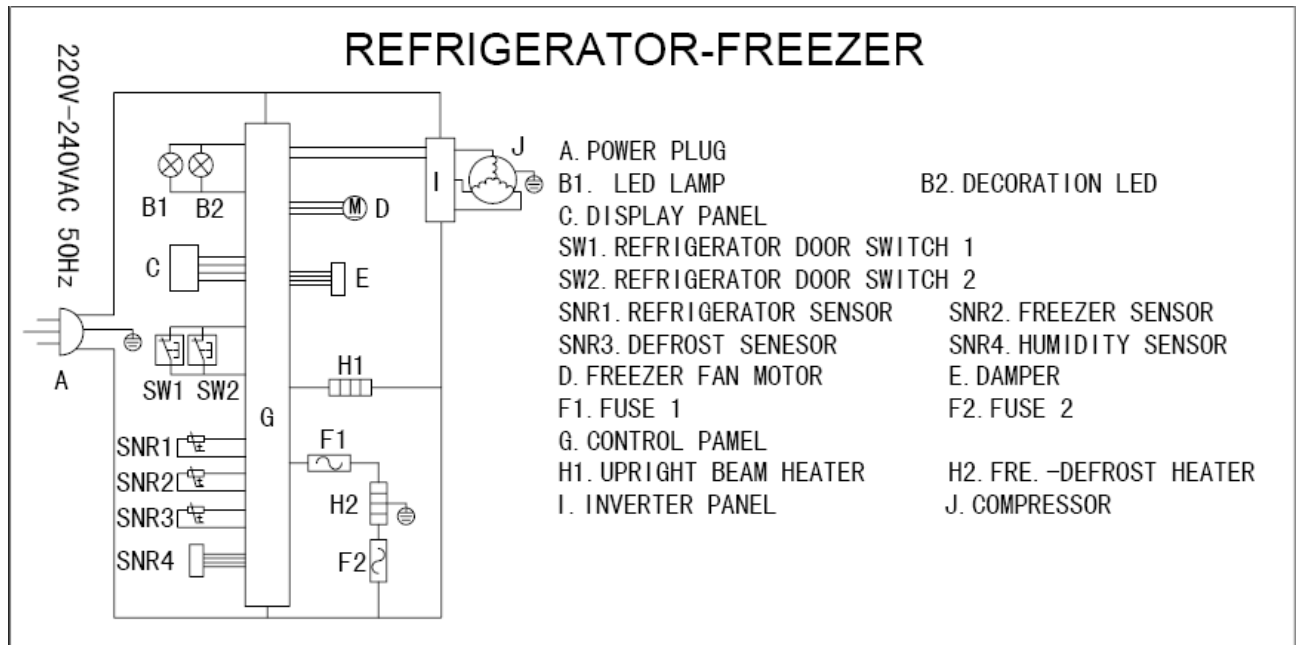 REFRIGERATOR-FREEZER
220V-240VAC 50Hz
B1 B2
C
SW1 SW2
A
SNR1
SNR2
SNR3
SNR4
G
M D
E
H1
F1
H2
F2
I
J
A. POWER PLUG
B1. LED LAMP B2. DECORATION LED
C. DISPLAY PANEL
SW1. REFRIGERATOR DOOR SWITCH 1
SW2. REFRIGERATOR DOOR SWITCH 2
SNR1. REFRIGERATOR SENSOR SNR2. FREEZER SENSOR
SNR3. DEFROST SENESOR SNR4. HUMIDITY SENSOR
D. FREEZER FAN MOTOR E. DAMPER
F1. FUSE 1 F2. FUSE 2
G. CONTROL PAMEL
H1. UPRIGHT BEAM HEATER H2. FRE.-DEFROST HEATER
I. INVERTER PANEL J. COMPRESSOR